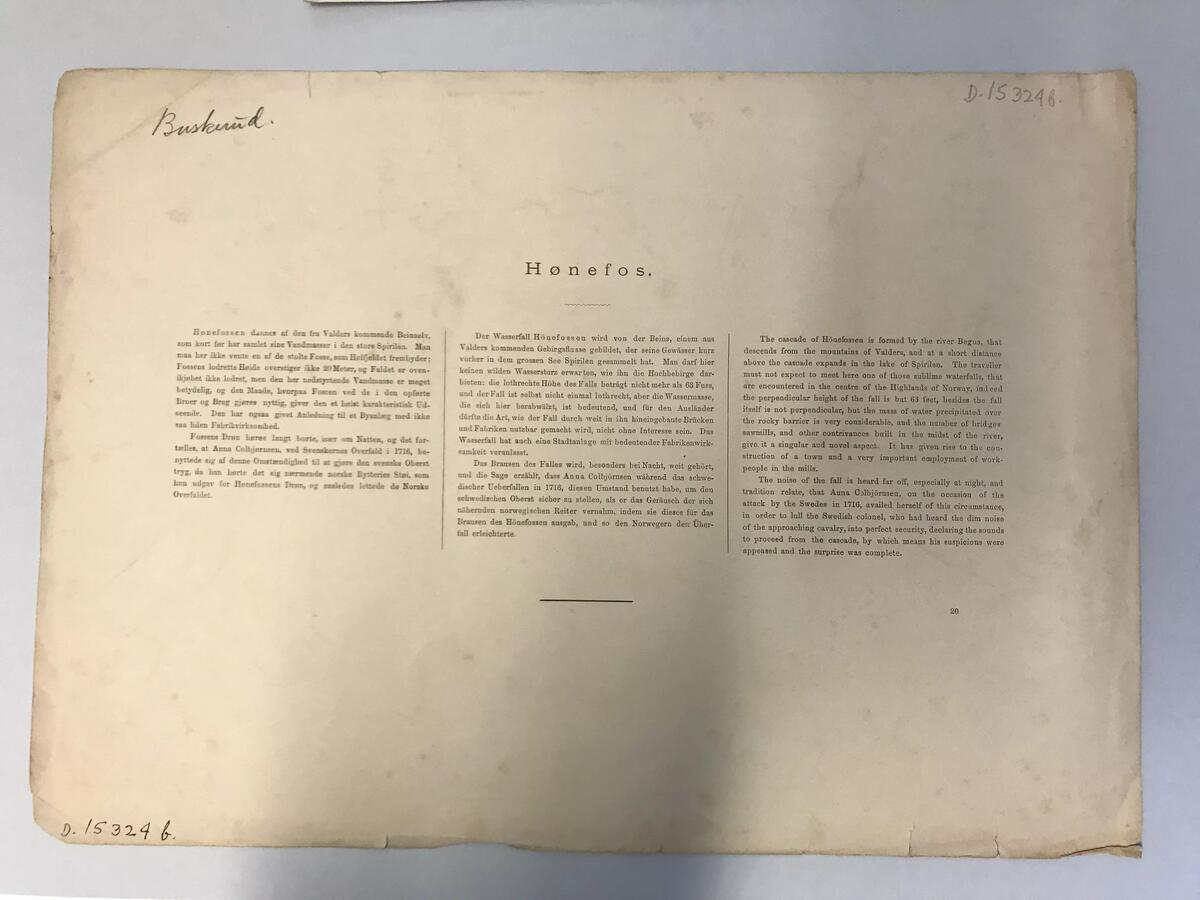 Buskerud.
D. 15324 b.
Hønefos.
Hønefossen dannes af den fra Valders kommende Beinaelv,
som kort før har samlet sine Vandmasser i den store Spirilen. Man
maa her ikke vente en af de stolte Fosse, som Høifjeldet frembyder;
Fossens lodrette Høide overstiger ikke 20 Meter, og Faldet er oven-
ikjøbet ikke lodret, men den her nedstyrtende Vandmasse er meget
betydelig, og den Maade, hvorpaa Fossen ved de i den opførte
Broer og Brug gjøres nyttig, giver den et høist karakteristisk Ud-
seende. Den har ogsaa givet Anledning til et Byanlæg med ikke
saa liden Fabrikvirksomhed.
Fossens Drøn høres langt borte, især om Natten, og det for-
tælles, at Anna Colbjørnsen, ved Svenskernes Overfald i 1716, be-
nyttede sig af denne Omstændighed til at gjøre den svenske Oberst
tryg, da han hørte det sig nærmende norske Rytteries Støi, som
hun udgav for Hønefossens Drøn, og saaledes lettede de Norske
Overfaldet.
Der Wasserfall Hönefossen wird von der Beina, einem aus
Valders kommenden Gebirgsflusse gebildet, der seine Gewässer kurz
vorher in dem grossen See Spirilen gesammelt hat. Man darf hier
keinen wilden Wassersturz erwarten, wie ihn die Hochbebirge dar-
bieten: die lothrechte Höhe des Falls beträgt nicht mehr als 63 Fuss,
und der Fall ist selbst nicht einmal lothrecht, aber die Wassermasse,
die sich hier herabwälzt, ist bedeutend, und für den Ausländer
dürfte die Art, wie der Fall durch weit in ihn hineingebante Brücken
und Fabriken nutzbar gemacht wird, nicht ohne Interesse sein. Das
Wasserfall hat auch eine Stadtanlage mit bedeutender Fabrikenwirk-
samkeit veranlasst.
Das Brausen des Falles wird, besonders bei Nacht, weit gehört,
und die Sage erzählt, dass Anna Colbjörnsen während das schwe-
discher Ueberfallen in 1716, diesen Umstand benutzt habe, um den
schwedischen Oberst sicher zu stellen, als er das Geräusch der sich
nähernden norwegischen Reiter vernahm, indem sie dieses für das
Brausen des Hönefossen ausgab, und so den Norwegern den Über-
fall erleichterte.
The cascade of Hönefossen is formed by the river Begna, that
descends from the mountains of Valders, and at a short distance
above the cascade expands in the lake of Spirilen. The traveller
must not expect to meet here one of those sublime waterfalls, that
are encountered in the centre of the Highlands of Norway, indeed
the perpendicular height of the fall is but 63 feet, besides the fall
itself is not perpendicular, but the mass of water precipitated over
the rocky barrier is very considerable, and the number of bridges
sawmills, and other contrivances built in the midst of the river,
give it a singular and novel aspect. It has given rise to the con-
struction of a town and a very important employment of work-
people in the mills.
The noise of the fall is heard far off, especially at night, and
tradition relate, that Anna Colbjörnsen, on the occasion of the
attack by the Swedes in 1716, availed herself of this circumstance,
in order to lull the Swedish colonel, who had heard the dim noise
of the approaching cavalry, into perfect security, declaring the sounds
to proceed from the cascade, by which means his suspicions were
appeased and the surprise was complete.
20
D. 15324 b.